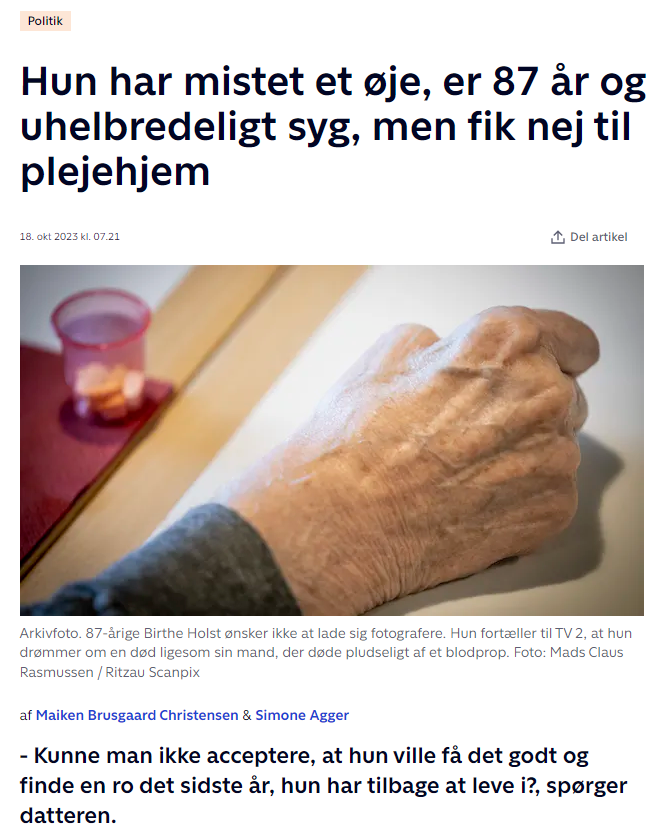 Politik
Hun har mistet et øje, er 87 år og
uhelbredeligt syg, men fik nej til
plejehjem
18. okt 2023 kl. 07.21
Del artikel
Arkivfoto. 87-årige Birthe Holst ønsker ikke at lade sig fotografere. Hun fortæller til TV 2, at hun
drømmer om en død ligesom sin mand, der døde pludseligt af et blodprop. Foto: Mads Claus
Rasmussen / Ritzau Scanpix
af Maiken Brusgaard Christensen & Simone Agger
- Kunne man ikke acceptere, at hun ville få det godt og
finde en ro det sidste år, hun har tilbage at leve i?, spørger
datteren.